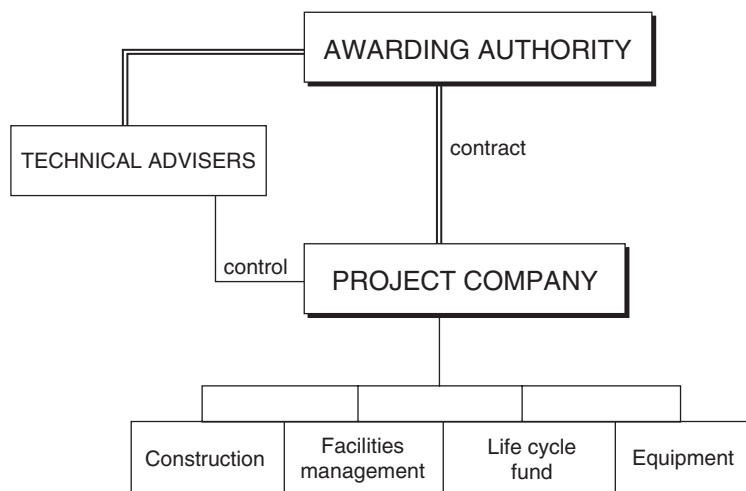 AWARDING AUTHORITY
TECHNICAL ADVISERS
contract
control
PROJECT COMPANY
Construction
Facilities
management
Life cycle
fund
Equipment